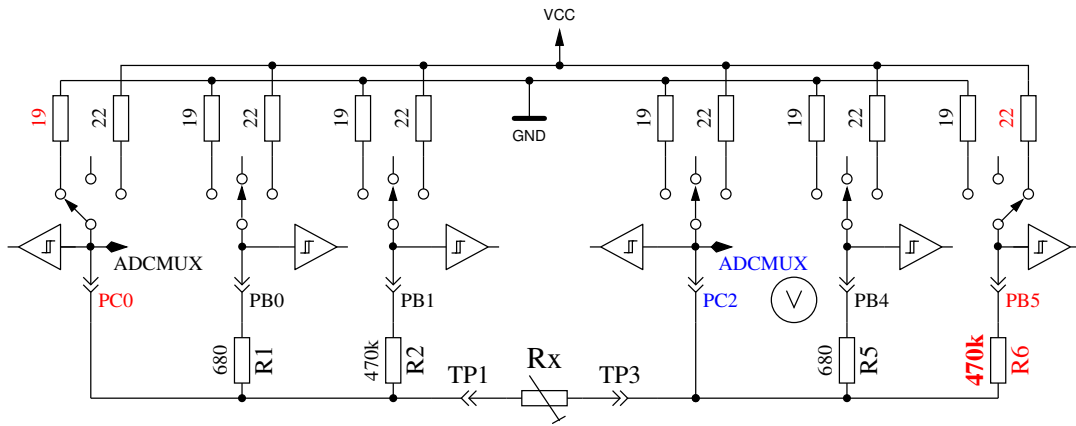 VCC
19
22
19
22
19
22
GND
19
22
19
22
19
22
ADCMUX
ADCMUX
PC0
PB0
PB1
PC2
V
PB4
PB5
680
R1
470k
R2
TP1
Rx
TP3
680
R5
470k
R6